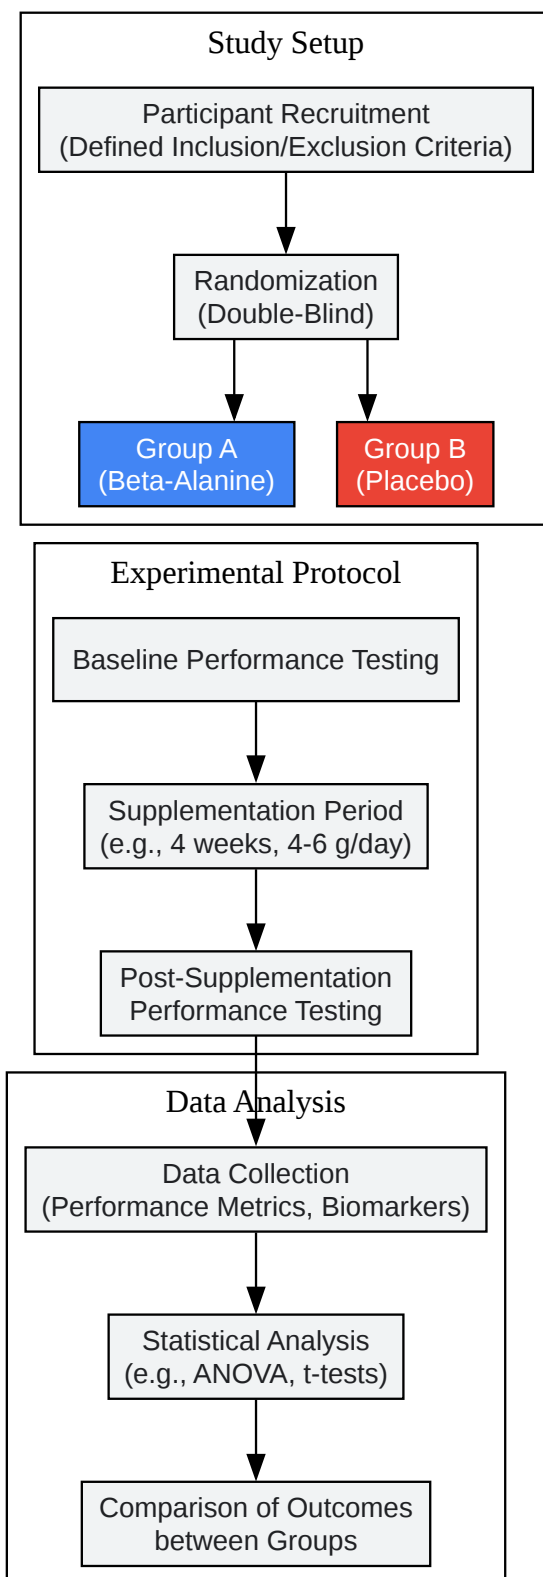 Study Setup
Participant Recruitment
(Defined Inclusion/Exclusion Criteria)
Randomization
(Double-Blind)
Group A
(Beta-Alanine)
Group B
(Placebo)
Experimental Protocol
Baseline Performance Testing
Supplementation Period
(e.g., 4 weeks, 4-6 g/day)
Post-Supplementation
Performance Testing
Data Analysis
Data Collection
(Performance Metrics, Biomarkers)
Statistical Analysis
(e.g., ANOVA, t-tests)
Comparison of Outcomes
between Groups